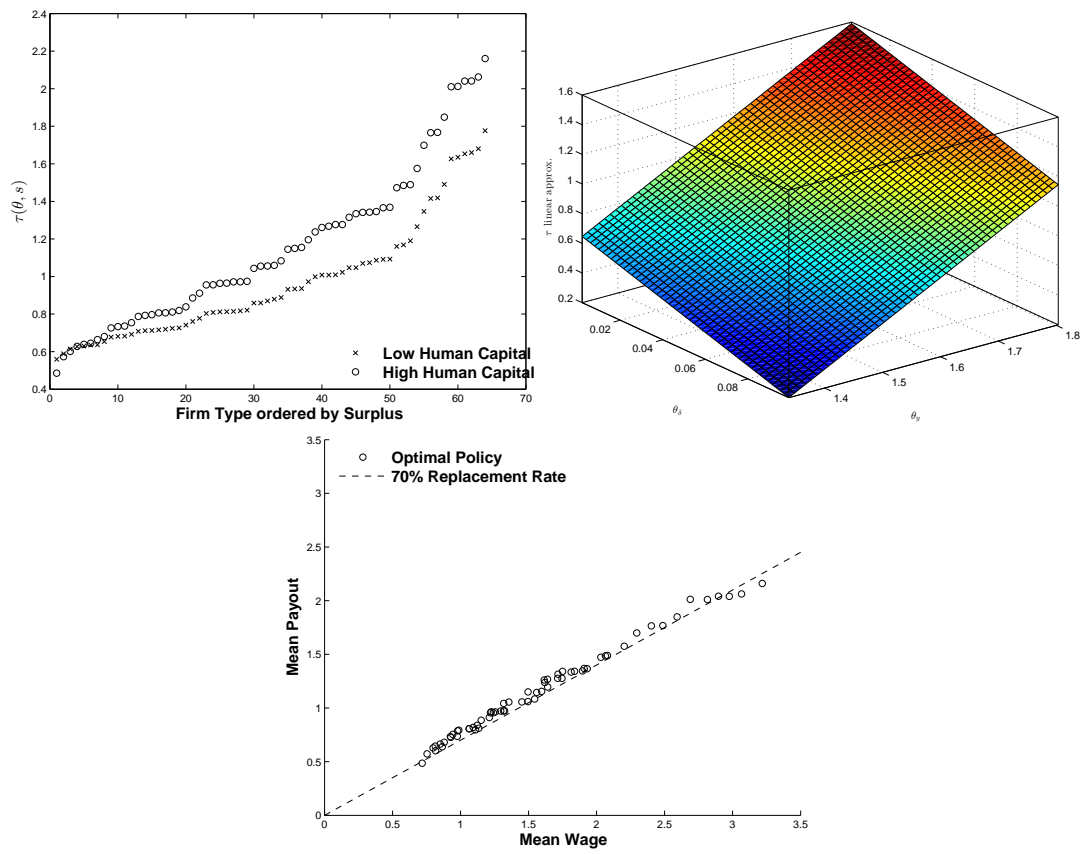 2.4
2.2
2
1.8
1.6
1.4
1.2
1
0.8
0.6
0.4
τ(θ, s)
0 10 20 30 40 50 60 70
Firm Type ordered by Surplus
Low Human Capital
High Human Capital
1.6
1.4
1.2
1
0.8
0.6
0.4
0.2
τ linear approx.
0.02
0.04
0.06
0.08
θδ
1.4
1.5
1.6
1.7
1.8
θy
3.5
3
2.5
2
1.5
1
0.5
0
Mean Payout
Optimal Policy
70% Replacement Rate
0 0.5 1 1.5 2 2.5 3 3.5
Mean Wage